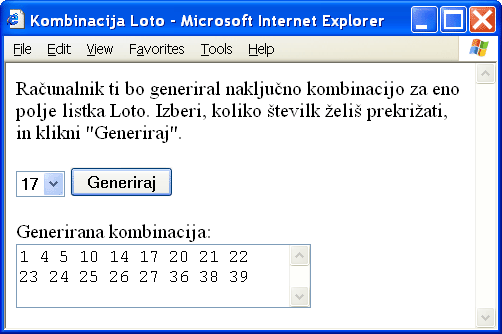 Kombinacija Loto - Microsoft Internet Explorer
File Edit View Favorites Tools Help
Računalnik ti bo generiral naključno kombinacijo za eno
polje listka Loto. Izberi, koliko številk želiš prekrižati,
in klikni "Generiraj".
17 Generiraj
Generirana kombinacija:
1 4 5 10 14 17 20 21 22
23 24 25 26 27 36 38 39